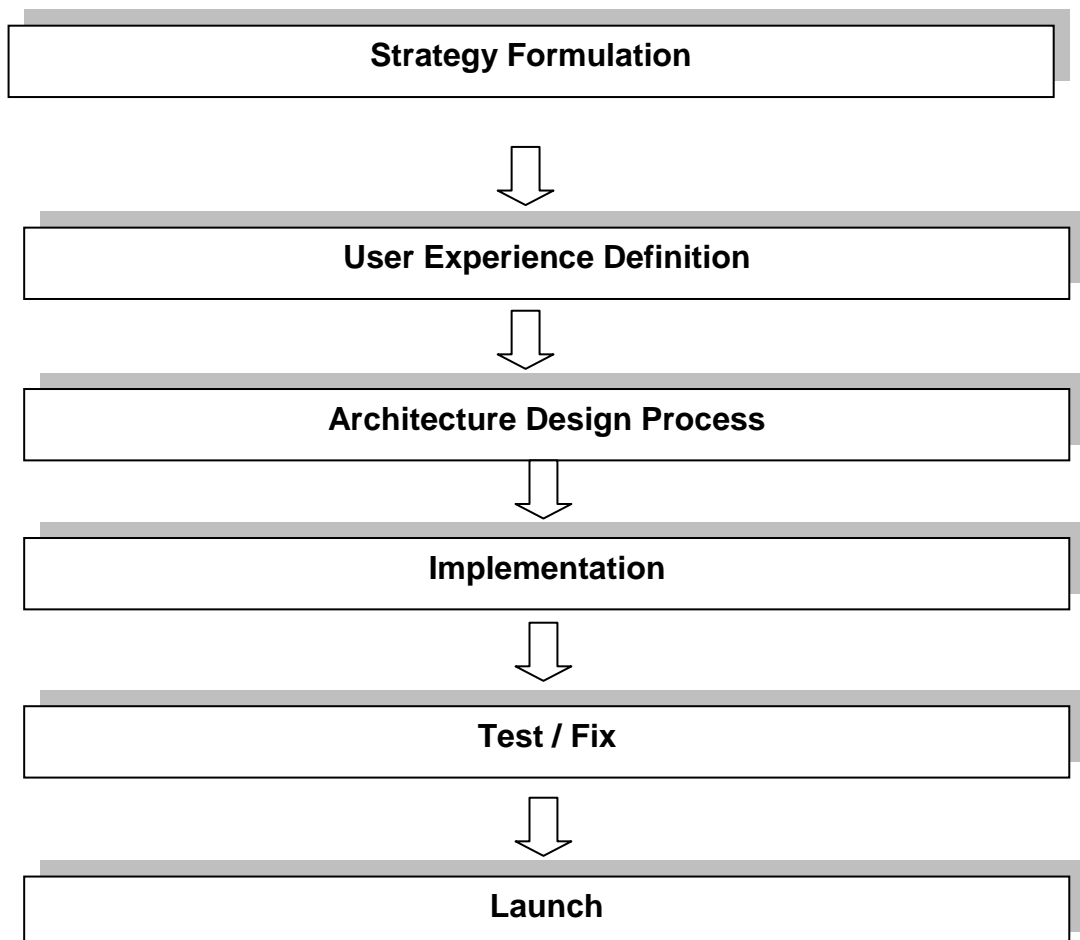 Strategy Formulation
User Experience Definition
Architecture Design Process
Implementation
Test / Fix
Launch